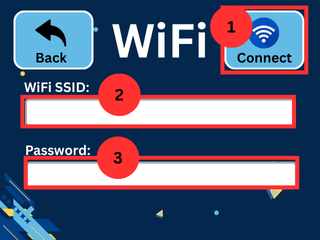 Back
WiFi
1
Connect
WiFi SSID:
2
Password:
3